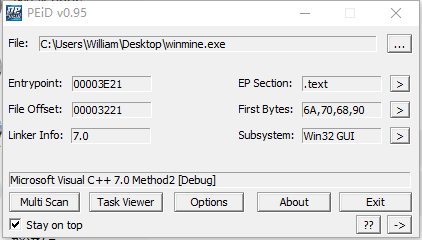 PEiD v0.95
File: C:\Users\William\Desktop\winmine.exe ...
Entrypoint: 00003E21 EP Section: .text >
File Offset: 00003221 First Bytes: 6A,70,68,90 >
Linker Info: 7.0 Subsystem: Win32 GUI >
Microsoft Visual C++ 7.0 Method2 [Debug]
Multi Scan Task Viewer Options About Exit
Stay on top ?? ->